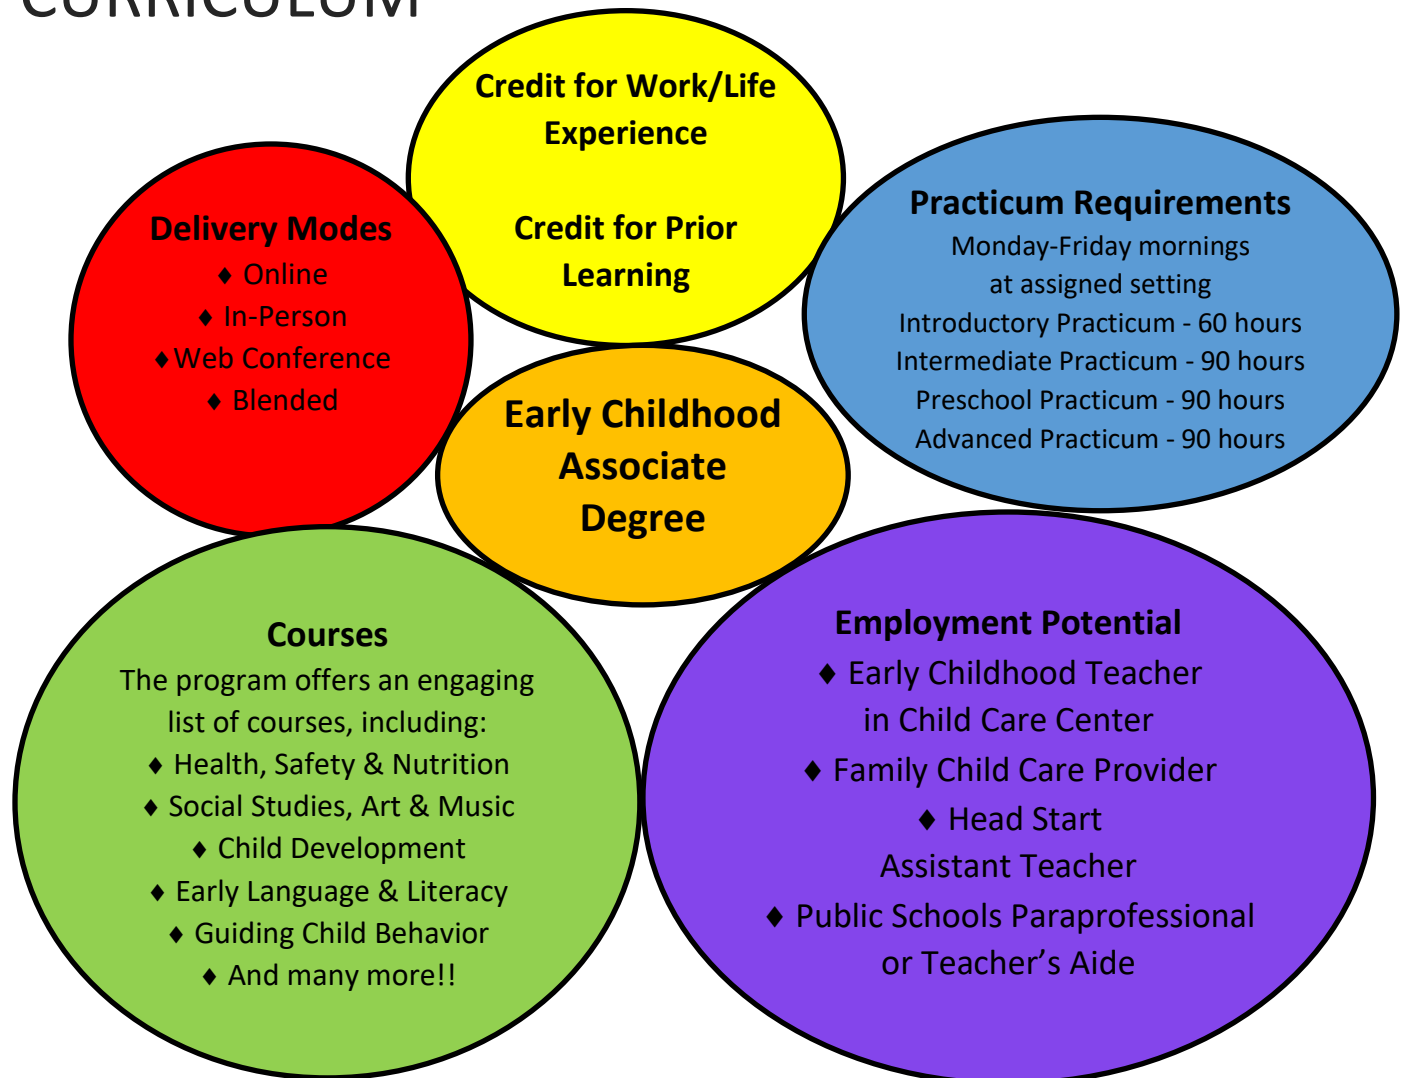 CURRICULUM
Credit for Work/Life
Experience
Credit for Prior
Learning
Delivery Modes
♦ Online
♦ In-Person
♦Web Conference
♦ Blended
Practicum Requirements
Monday-Friday mornings
at assigned setting
Introductory Practicum - 60 hours
Intermediate Practicum - 90 hours
Preschool Practicum - 90 hours
Advanced Practicum - 90 hours
Early Childhood
Associate
Degree
Courses
The program offers an engaging
list of courses, including:
♦ Health, Safety & Nutrition
♦ Social Studies, Art & Music
♦ Child Development
♦ Early Language & Literacy
♦ Guiding Child Behavior
♦ And many more!!
Employment Potential
♦ Early Childhood Teacher
in Child Care Center
♦ Family Child Care Provider
♦ Head Start
Assistant Teacher
♦ Public Schools Paraprofessional
or Teacher’s Aide